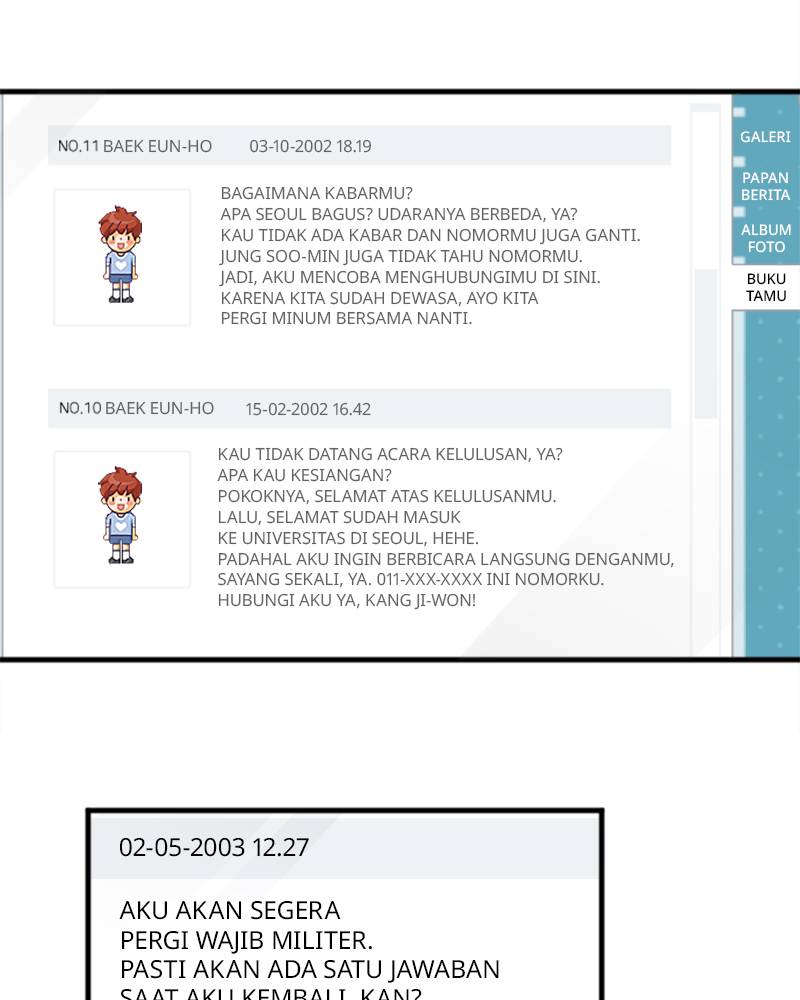 NO.11 BAEK EUN-HO 03-10-2002 18.19
BAGAIMANA KABARMU?
APA SEOUL BAGUS? UDARANYA BERBEDA, YA?
KAU TIDAK ADA KABAR DAN NOMORMU JUGA GANTI.
JUNG SOO-MIN JUGA TIDAK TAHU NOMORMU.
JADI, AKU MENCOBA MENGHUBUNGIMU DI SINI.
KARENA KITA SUDAH DEWASA, AYO KITA
PERGI MINUM BERSAMA NANTI.
GALERI
PAPAN
BERITA
ALBUM
FOTO
BUKU
TAMU
NO.10 BAEK EUN-HO 15-02-2002 16.42
KAU TIDAK DATANG ACARA KELULUSAN, YA?
APA KAU KESIANGAN?
POKOKNYA, SELAMAT ATAS KELULUSANMU.
LALU, SELAMAT SUDAH MASUK
KE UNIVERSITAS DI SEOUL, HEHE.
PADAHAL AKU INGIN BERBICARA LANGSUNG DENGANMU,
SAYANG SEKALI, YA. 011-XXX-XXXX INI NOMORKU.
HUBUNGI AKU YA, KANG JI-WON!
02-05-2003 12.27
AKU AKAN SEGERA
PERGI WAJIB MILITER.
PASTI AKAN ADA SATU JAWABAN
SAAT AKU KEMBALI, KAN?